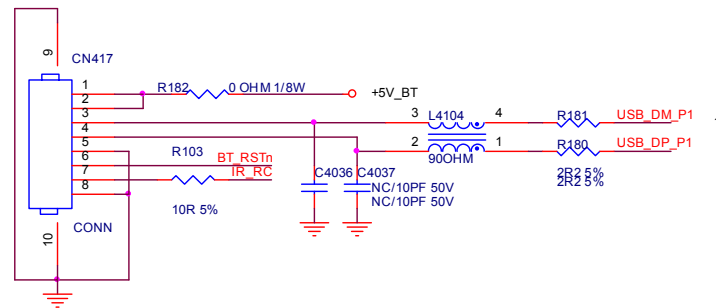 9
CN417
1
2
3
4
5
6
7
8
R182
0 OHM 1/8W
+5V_BT
3
L4104
4
R181
USB_DM_P1
2
90OHM
1
R180
USB_DP_P1
2R2 5%
2R2 5%
R103
BT_RSTn
IR_RC
10R 5%
C4036
C4037
NC/10PF 50V
NC/10PF 50V
CONN
10